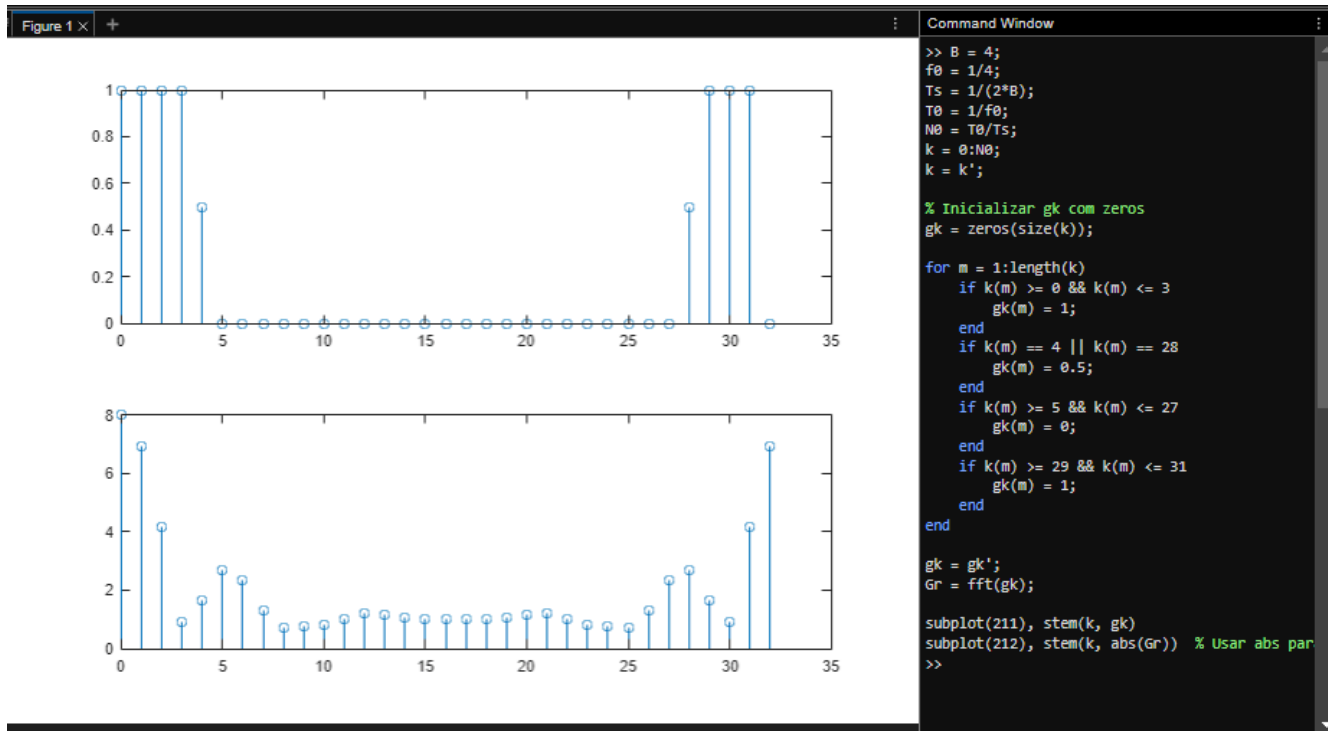 Figure 1 × +
1
0.8
0.6
0.4
0.2
0
0 5 10 15 20 25 30 35
8
6
4
2
0
0 5 10 15 20 25 30 35
Command Window
>> B = 4;
f0 = 1/4;
Ts = 1/(2*B);
T0 = 1/f0;
N0 = T0/Ts;
k = 0:N0;
k = k';
% Inicializar gk com zeros
gk = zeros(size(k));
for m = 1:length(k)
if k(m) >= 0 && k(m) <= 3
gk(m) = 1;
end
if k(m) == 4 || k(m) == 28
gk(m) = 0.5;
end
if k(m) >= 5 && k(m) <= 27
gk(m) = 0;
end
if k(m) >= 29 && k(m) <= 31
gk(m) = 1;
end
end
gk = gk';
Gr = fft(gk);
subplot(211), stem(k, gk)
subplot(212), stem(k, abs(Gr)) % Usar abs par
>>